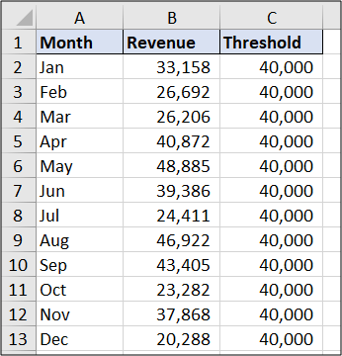 A B C
1 Month Revenue Threshold
2 Jan 33,158 40,000
3 Feb 26,692 40,000
4 Mar 26,206 40,000
5 Apr 40,872 40,000
6 May 48,885 40,000
7 Jun 39,386 40,000
8 Jul 24,411 40,000
9 Aug 46,922 40,000
10 Sep 43,405 40,000
11 Oct 23,282 40,000
12 Nov 37,868 40,000
13 Dec 20,288 40,000